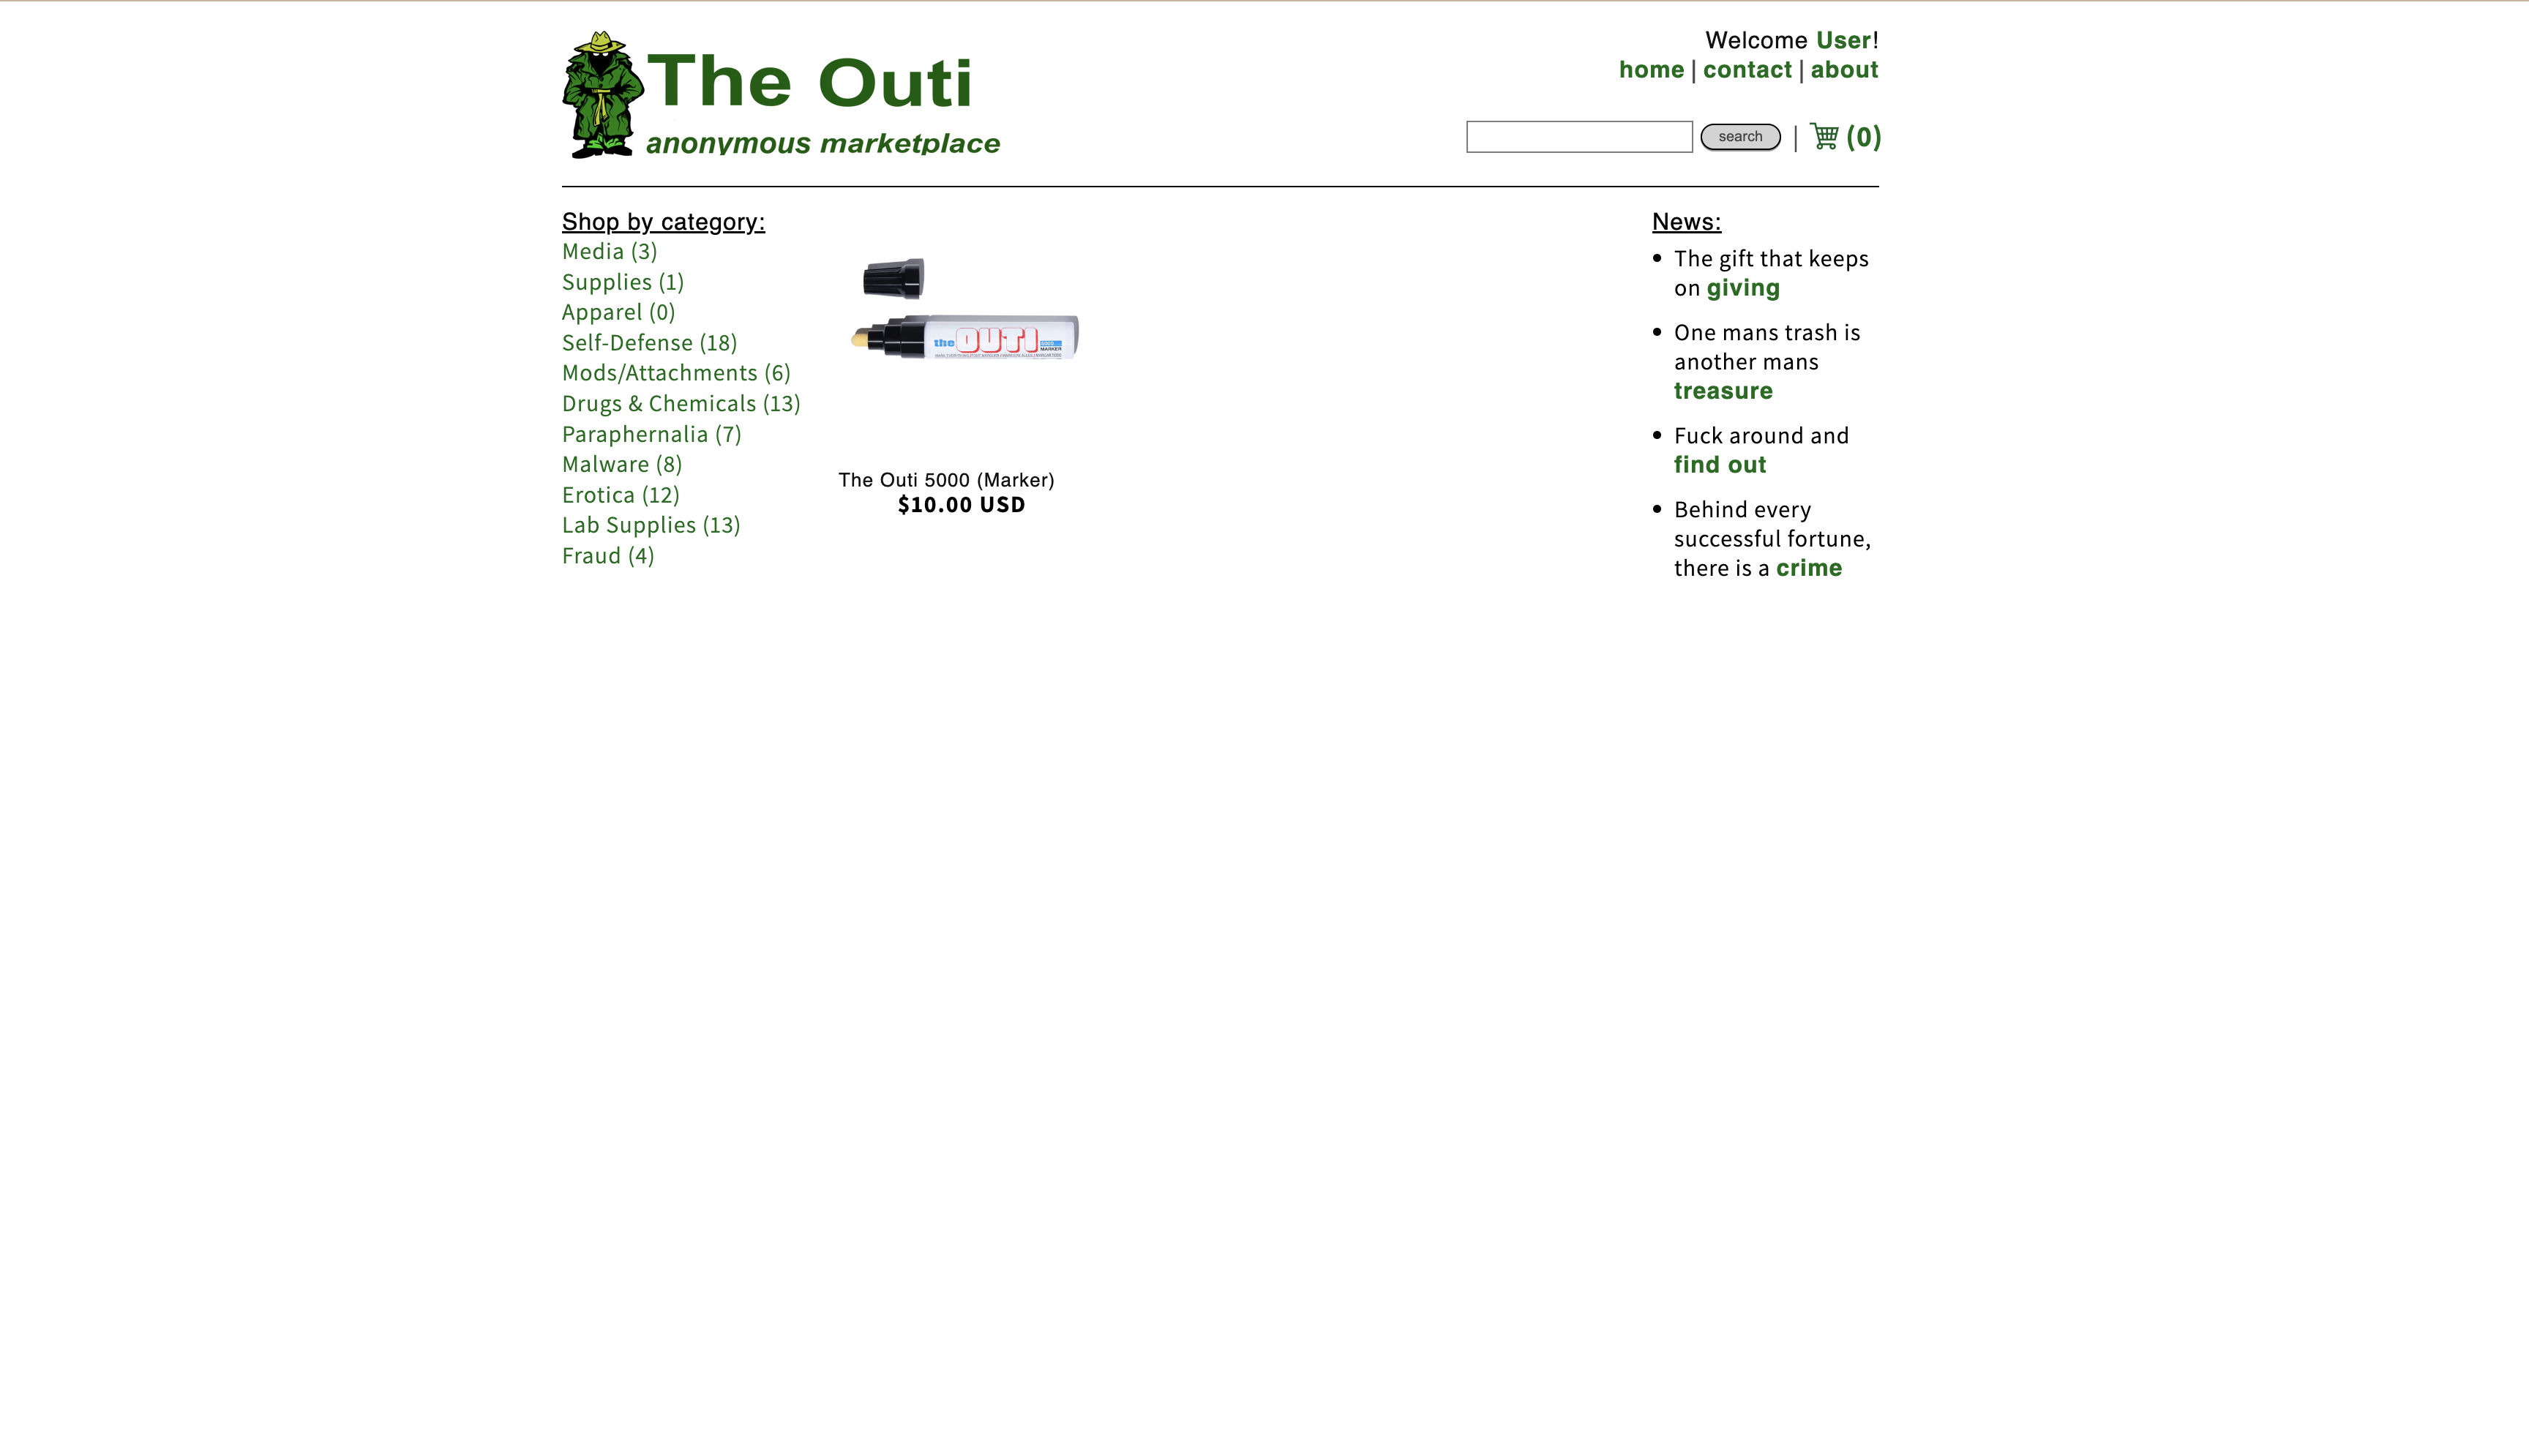 The Outi
anonymous marketplace
Welcome User!
home | contact | about
search
| (0)
Shop by category:
Media (3)
Supplies (1)
Apparel (0)
Self-Defense (18)
Mods/Attachments (6)
Drugs & Chemicals (13)
Paraphernalia (7)
Malware (8)
Erotica (12)
Lab Supplies (13)
Fraud (4)
the OUTI
MARKER
The Outi 5000 (Marker)
$10.00 USD
News:
The gift that keeps
on giving
One mans trash is
another mans
treasure
Fuck around and
find out
Behind every
successful fortune,
there is a crime